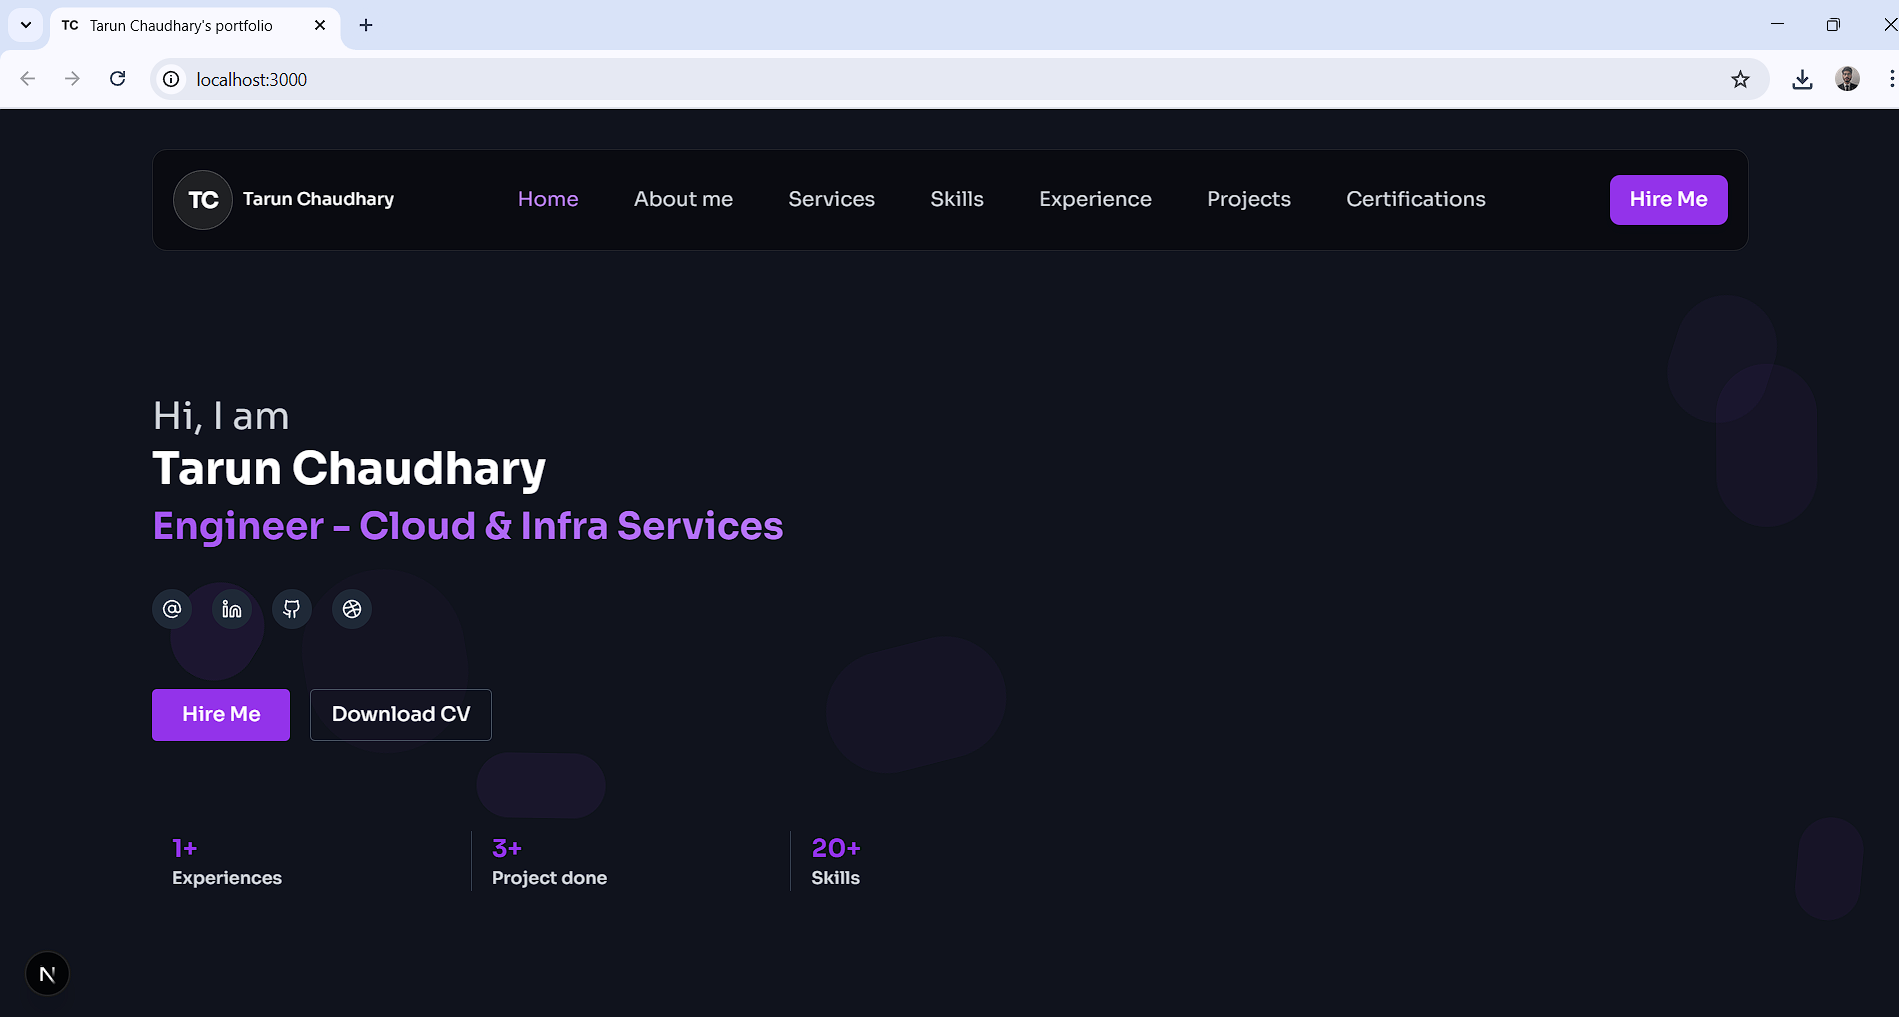 TC Tarun Chaudhary's portfolio
localhost:3000
TC Tarun Chaudhary Home About me Services Skills Experience Projects Certifications Hire Me
Hi, I am
Tarun Chaudhary
Engineer - Cloud & Infra Services
Hire Me Download CV
1+ 3+ 20+
Experiences Project done Skills
N